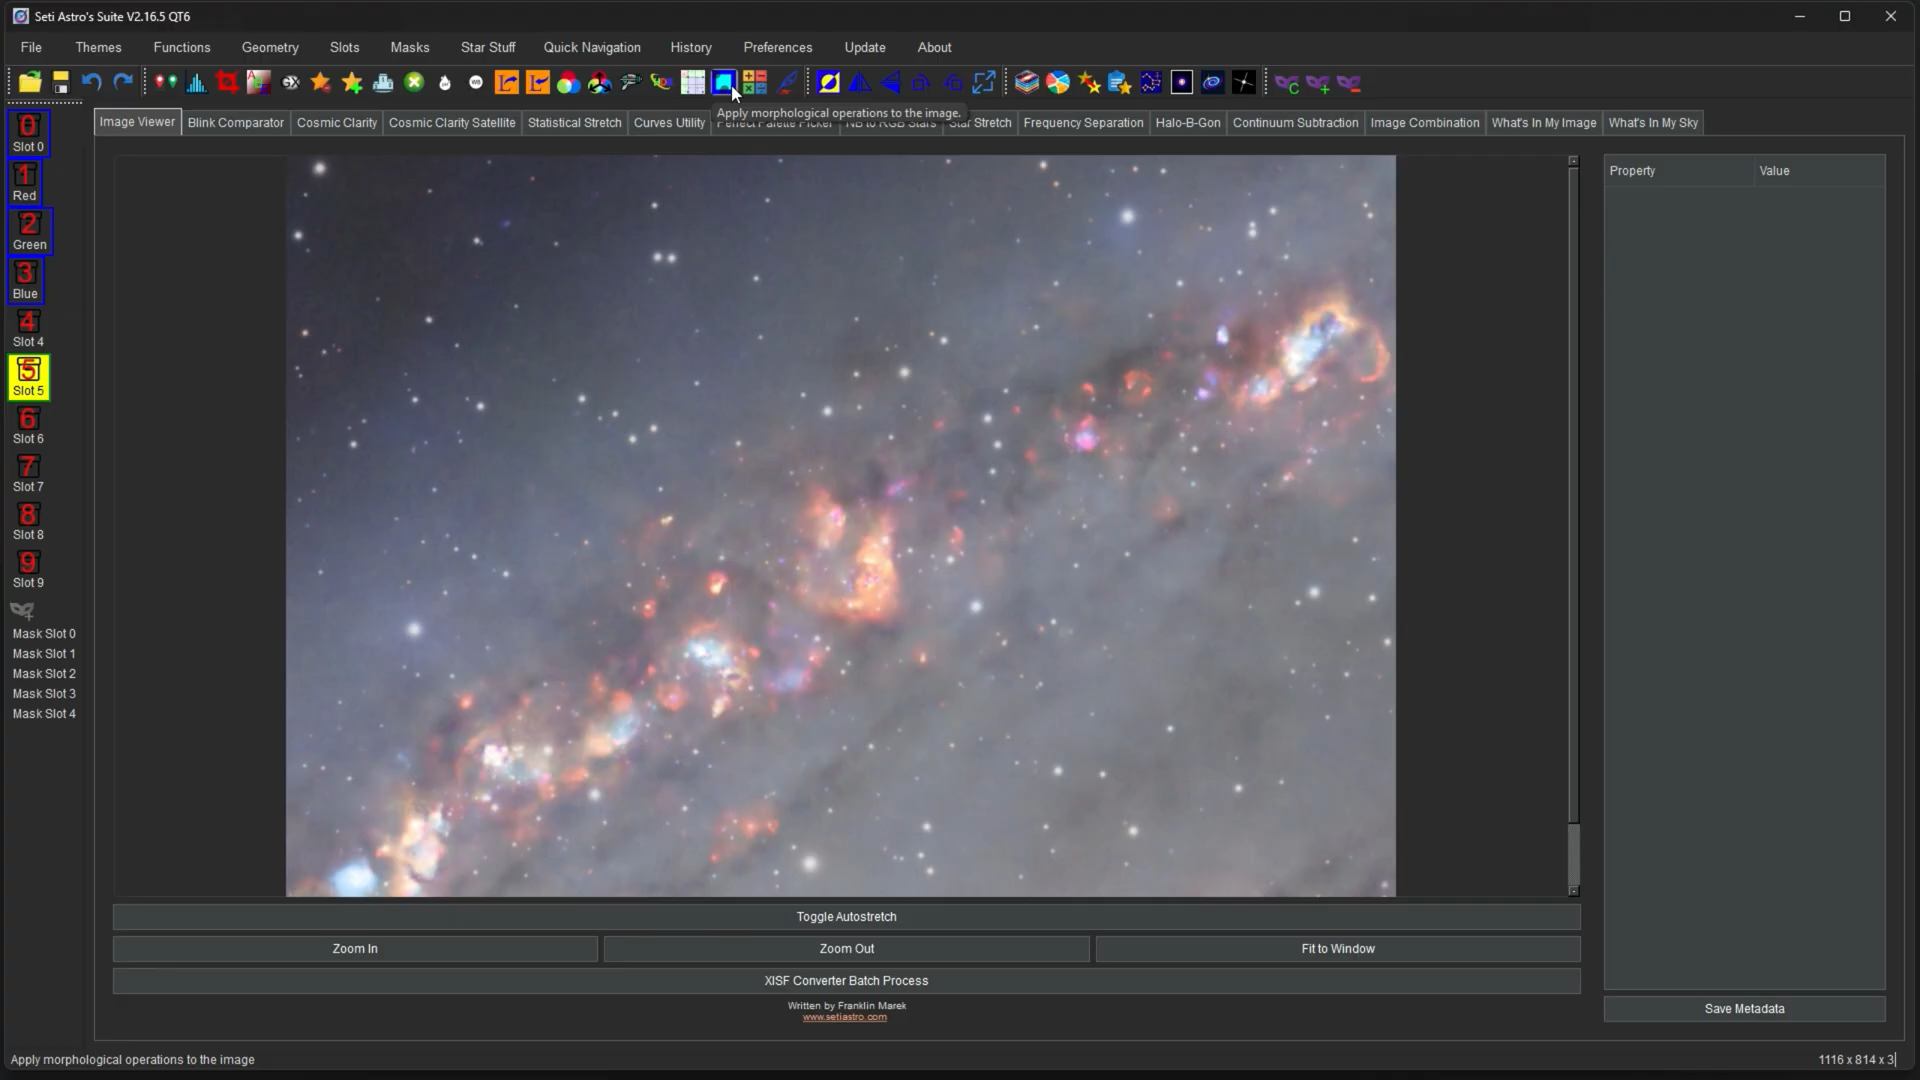 Seti Astro's Suite V2.16.5 QT6
File Themes Functions Geometry Slots Masks Star Stuff Quick Navigation History Preferences Update About
Apply morphological operations to the image.
Image Viewer Blink Comparator Cosmic Clarity Cosmic Clarity Satellite Statistical Stretch Curves Utility Perfect Palette Picker NB to RGB Stars Star Stretch Frequency Separation Halo-B-Gon Continuum Subtraction Image Combination What's In My Image What's In My Sky
0
Slot 0
1
Red
2
Green
3
Blue
4
Slot 4
5
Slot 5
6
Slot 6
7
Slot 7
8
Slot 8
9
Slot 9
Mask Slot 0
Mask Slot 1
Mask Slot 2
Mask Slot 3
Mask Slot 4
Property Value
Toggle Autostretch
Zoom In Zoom Out Fit to Window
XISF Converter Batch Process
Written by Franklin Marek
www.setiastro.com
Save Metadata
Apply morphological operations to the image
1116 x 814 x 3